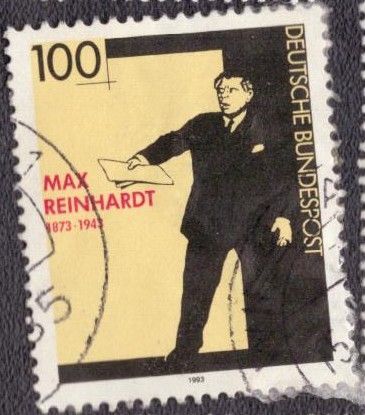 100
DEUTSCHE BUNDESPOST
MAX
REINHARDT
1873 · 1943
1993